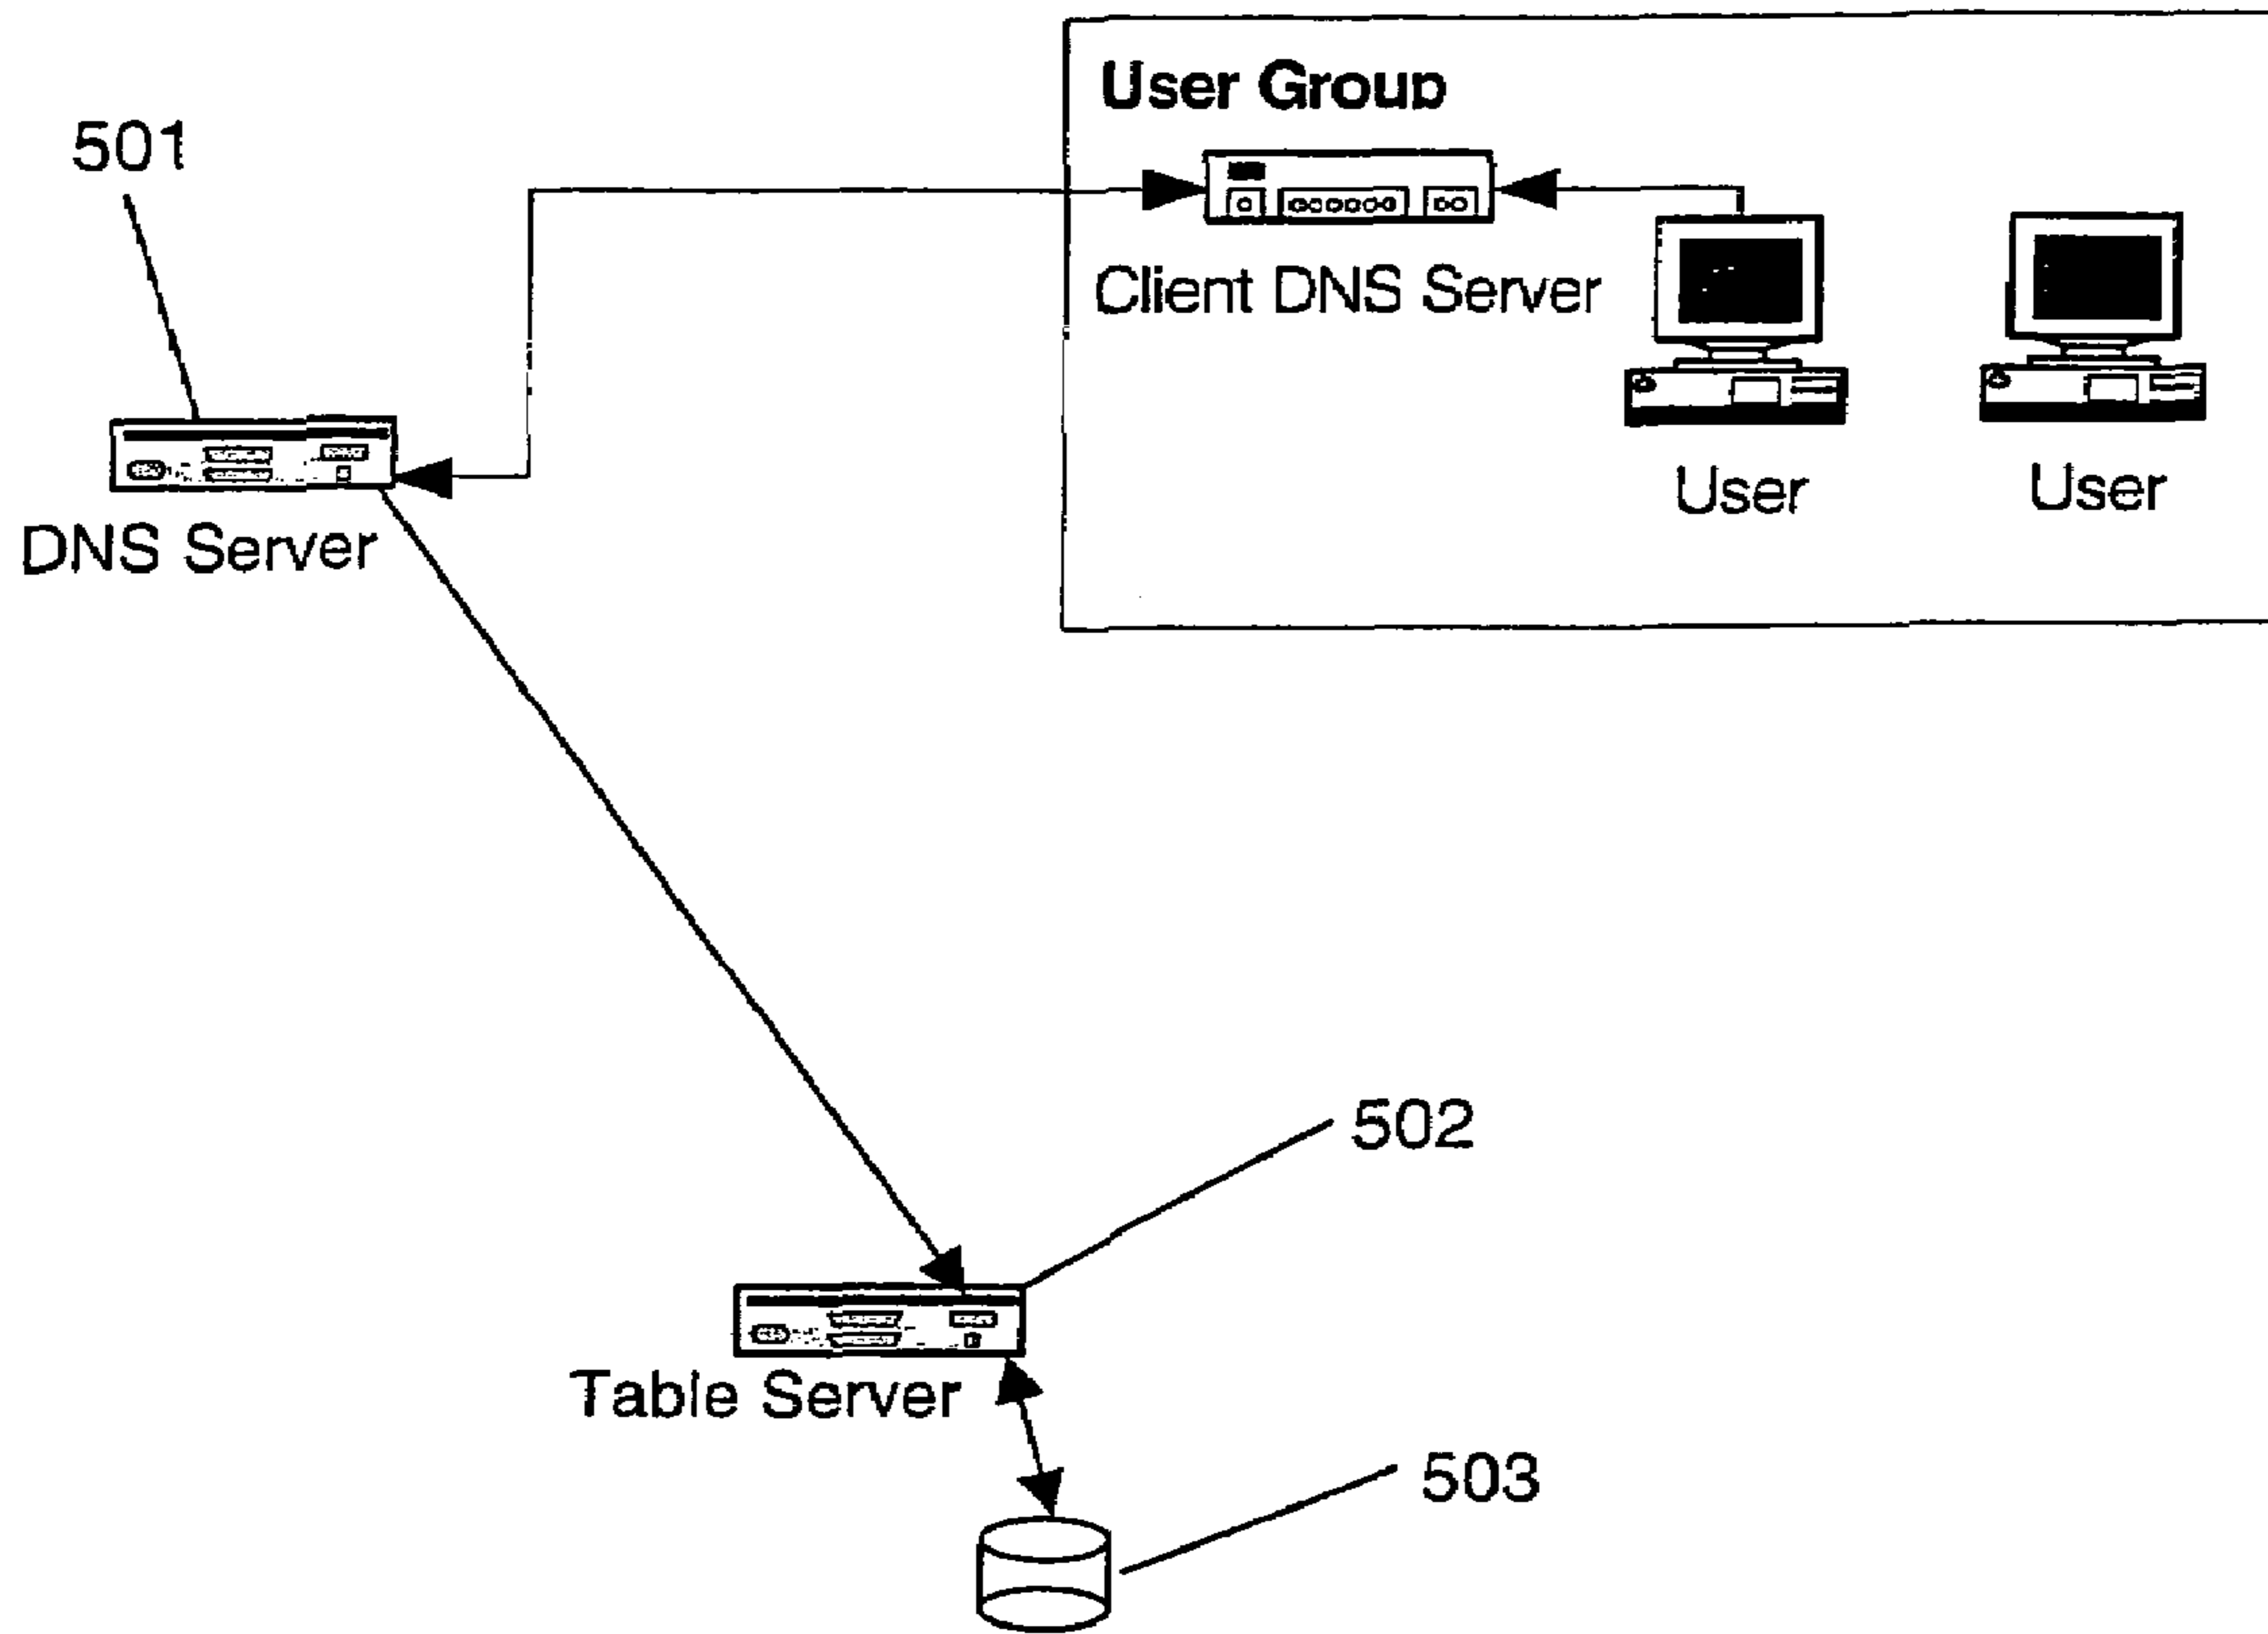 User Group
501
Client DNS Server
User
User
DNS Server
502
Table Server
503